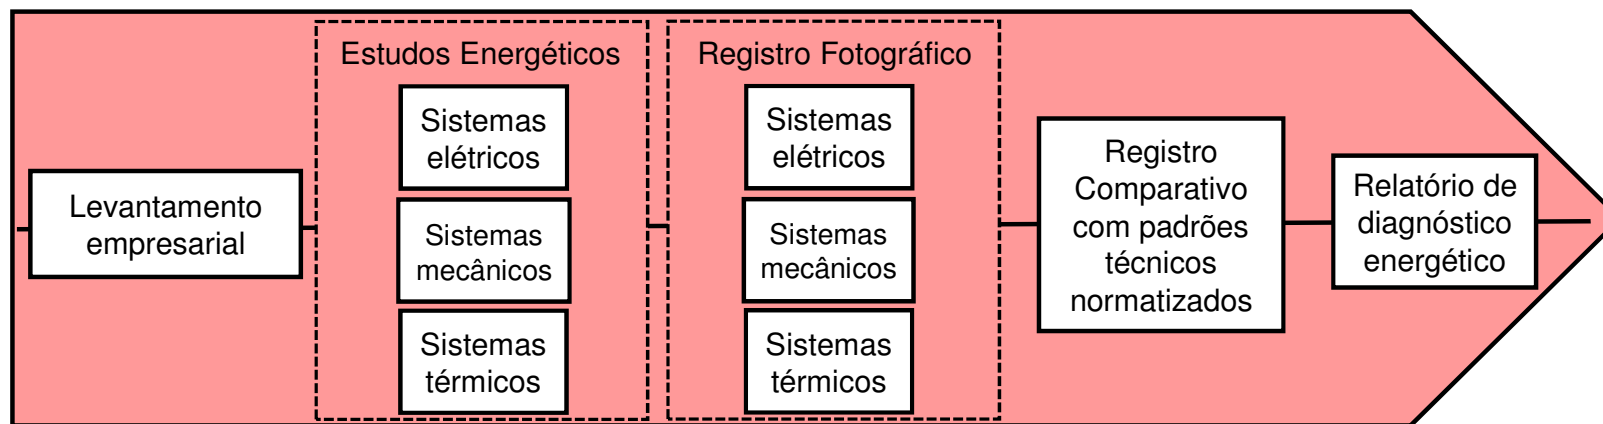 Levantamento
empresarial
Estudos Energéticos
Sistemas
elétricos
Sistemas
mecânicos
Sistemas
térmicos
Registro Fotográfico
Sistemas
elétricos
Sistemas
mecânicos
Sistemas
térmicos
Registro
Comparativo
com padrões
técnicos
normatizados
Relatório de
diagnóstico
energético